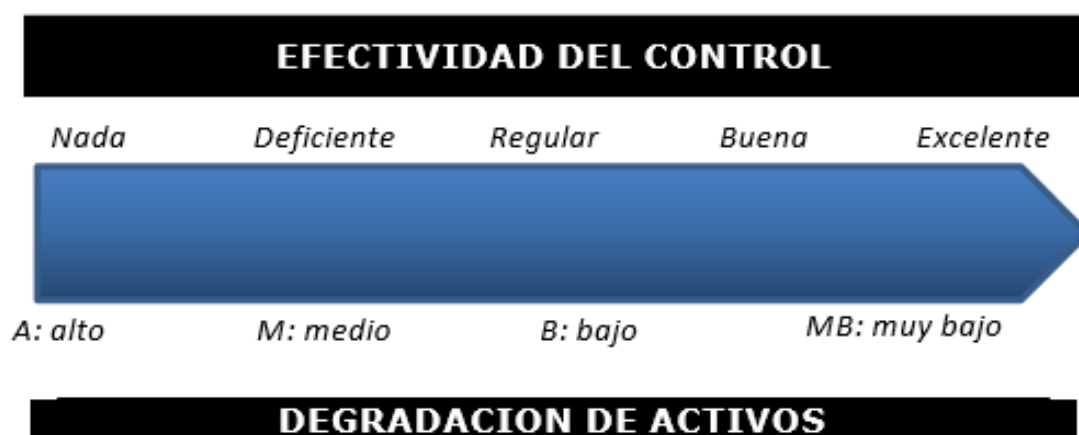 EFECTIVIDAD DEL CONTROL
Nada Deficiente Regular Buena Excelente
A: alto M: medio B: bajo MB: muy bajo
DEGRADACION DE ACTIVOS